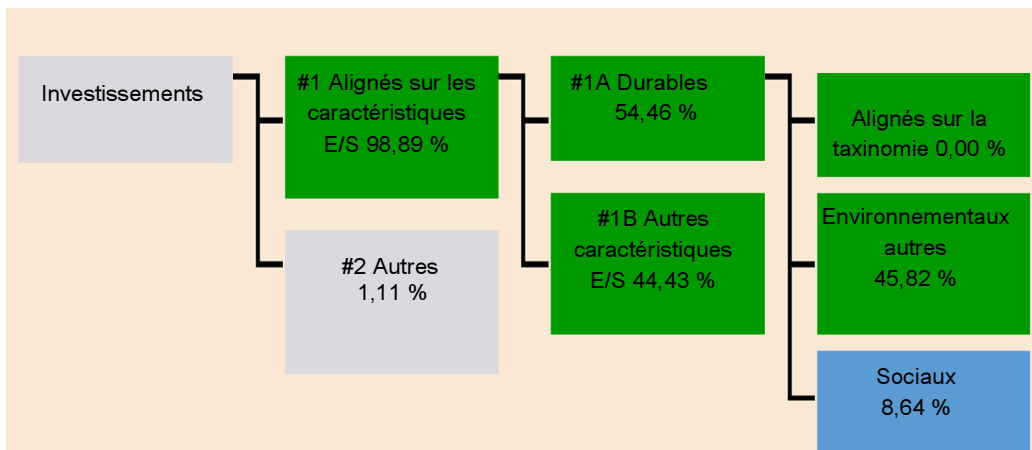 Investissements
#1 Alignés sur les
caractéristiques
E/S 98,89 %
#2 Autres
1,11 %
#1A Durables
54,46 %
#1B Autres
caractéristiques
E/S 44,43 %
Alignés sur la
taxinomie 0,00 %
Environnementaux
autres
45,82 %
Sociaux
8,64 %